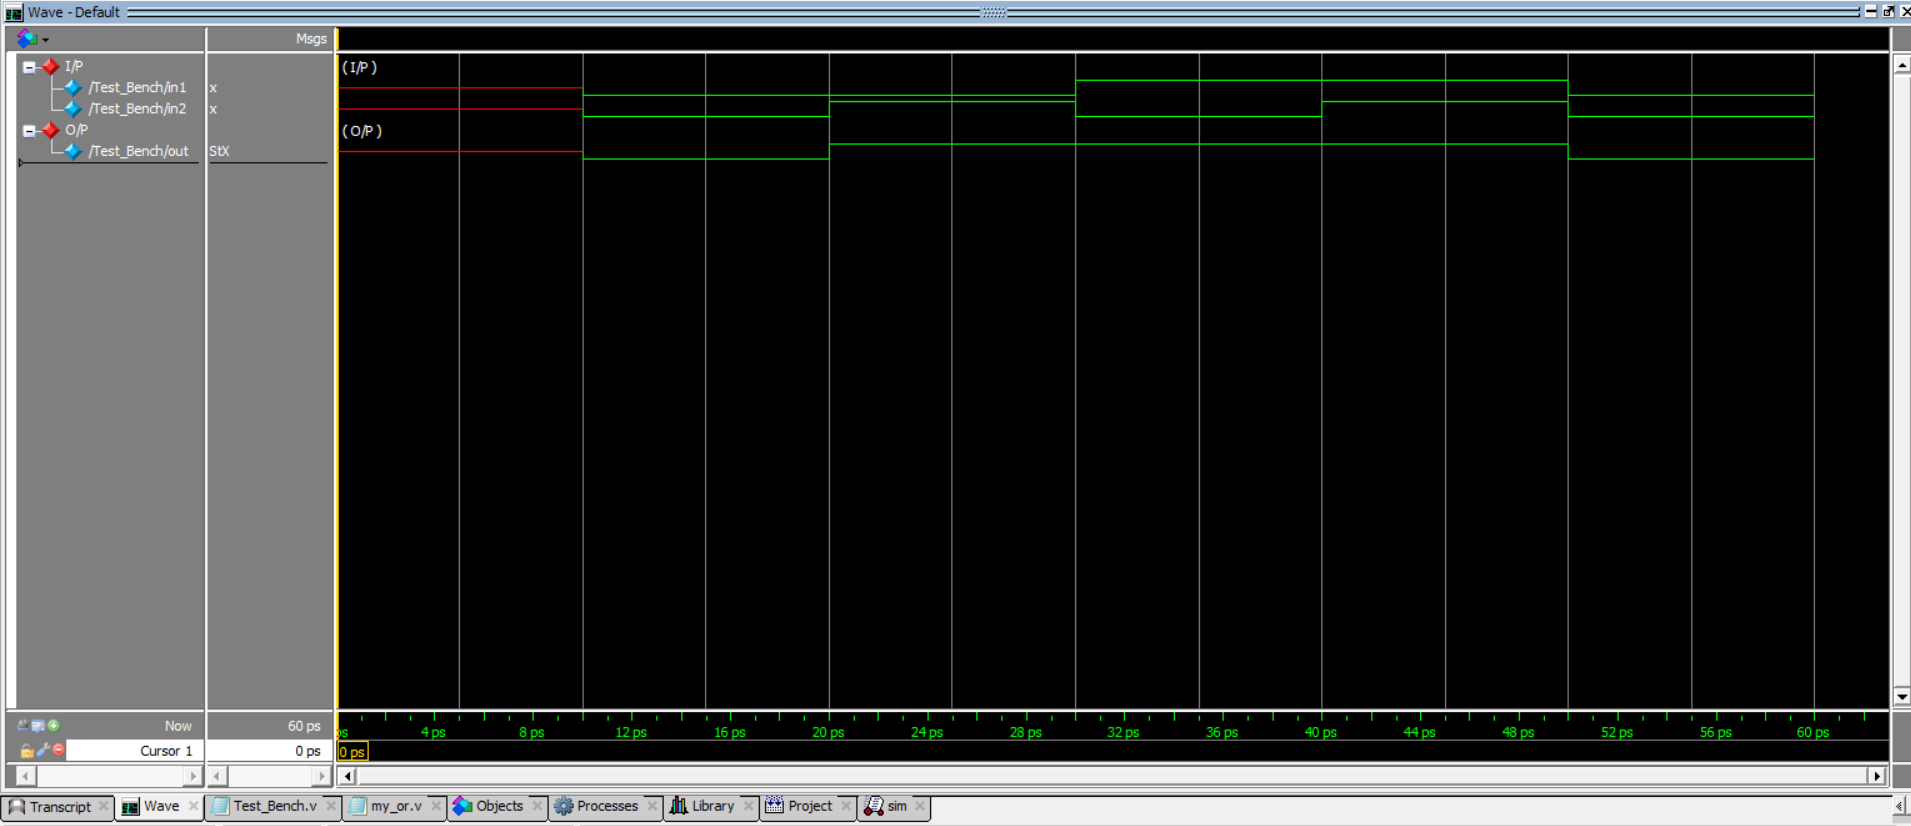 Wave - Default
Msgs
I/P
(I/P)
/Test_Bench/in1 x
/Test_Bench/in2 x
O/P
(O/P)
/Test_Bench/out StX
Now 60 ps
ps 4 ps 8 ps 12 ps 16 ps 20 ps 24 ps 28 ps 32 ps 36 ps 40 ps 44 ps 48 ps 52 ps 56 ps 60 ps
Cursor 1 0 ps 0 ps
Transcript Wave Test_Bench.v my_or.v Objects Processes Library Project sim